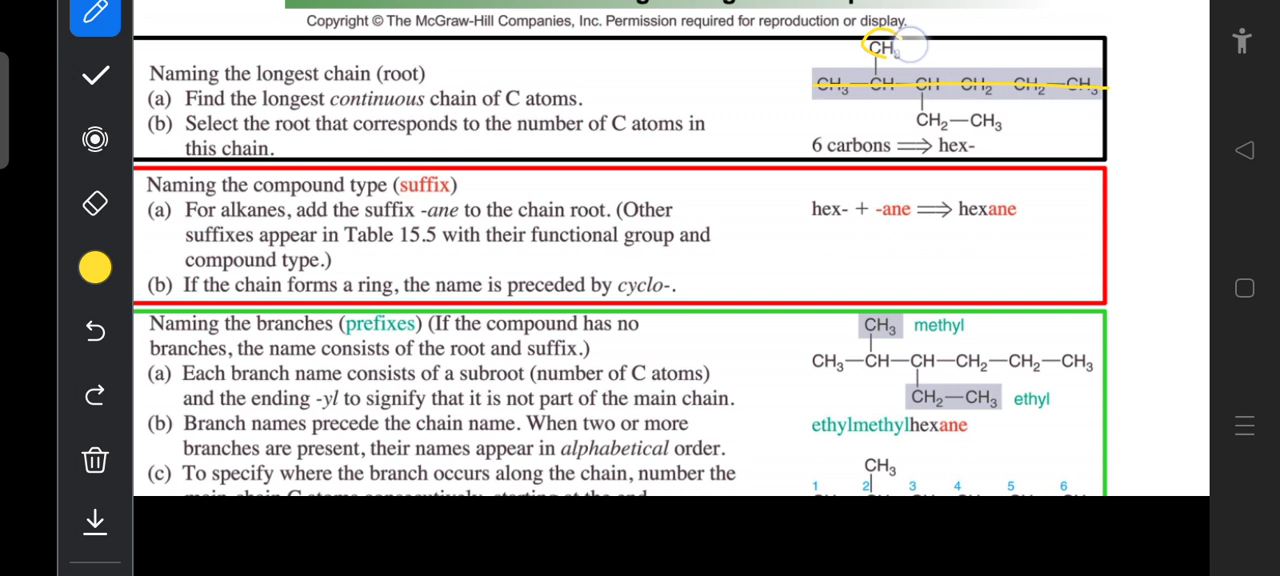 Copyright © The McGraw-Hill Companies, Inc. Permission required for reproduction or display.
Naming the longest chain (root)
(a) Find the longest continuous chain of C atoms.
(b) Select the root that corresponds to the number of C atoms in
this chain.
CH₃
CH₃—CH—CH—CH₂—CH₂—CH₃
CH₂—CH₃
6 carbons ⟹ hex-
Naming the compound type (suffix)
(a) For alkanes, add the suffix -ane to the chain root. (Other
suffixes appear in Table 15.5 with their functional group and
compound type.)
(b) If the chain forms a ring, the name is preceded by cyclo-.
hex- + -ane ⟹ hexane
Naming the branches (prefixes) (If the compound has no
branches, the name consists of the root and suffix.)
(a) Each branch name consists of a subroot (number of C atoms)
and the ending -yl to signify that it is not part of the main chain.
(b) Branch names precede the chain name. When two or more
branches are present, their names appear in alphabetical order.
(c) To specify where the branch occurs along the chain, number the
CH₃ methyl
CH₃—CH—CH—CH₂—CH₂—CH₃
CH₂—CH₃ ethyl
ethylmethylhexane
CH₃
1 2 3 4 5 6